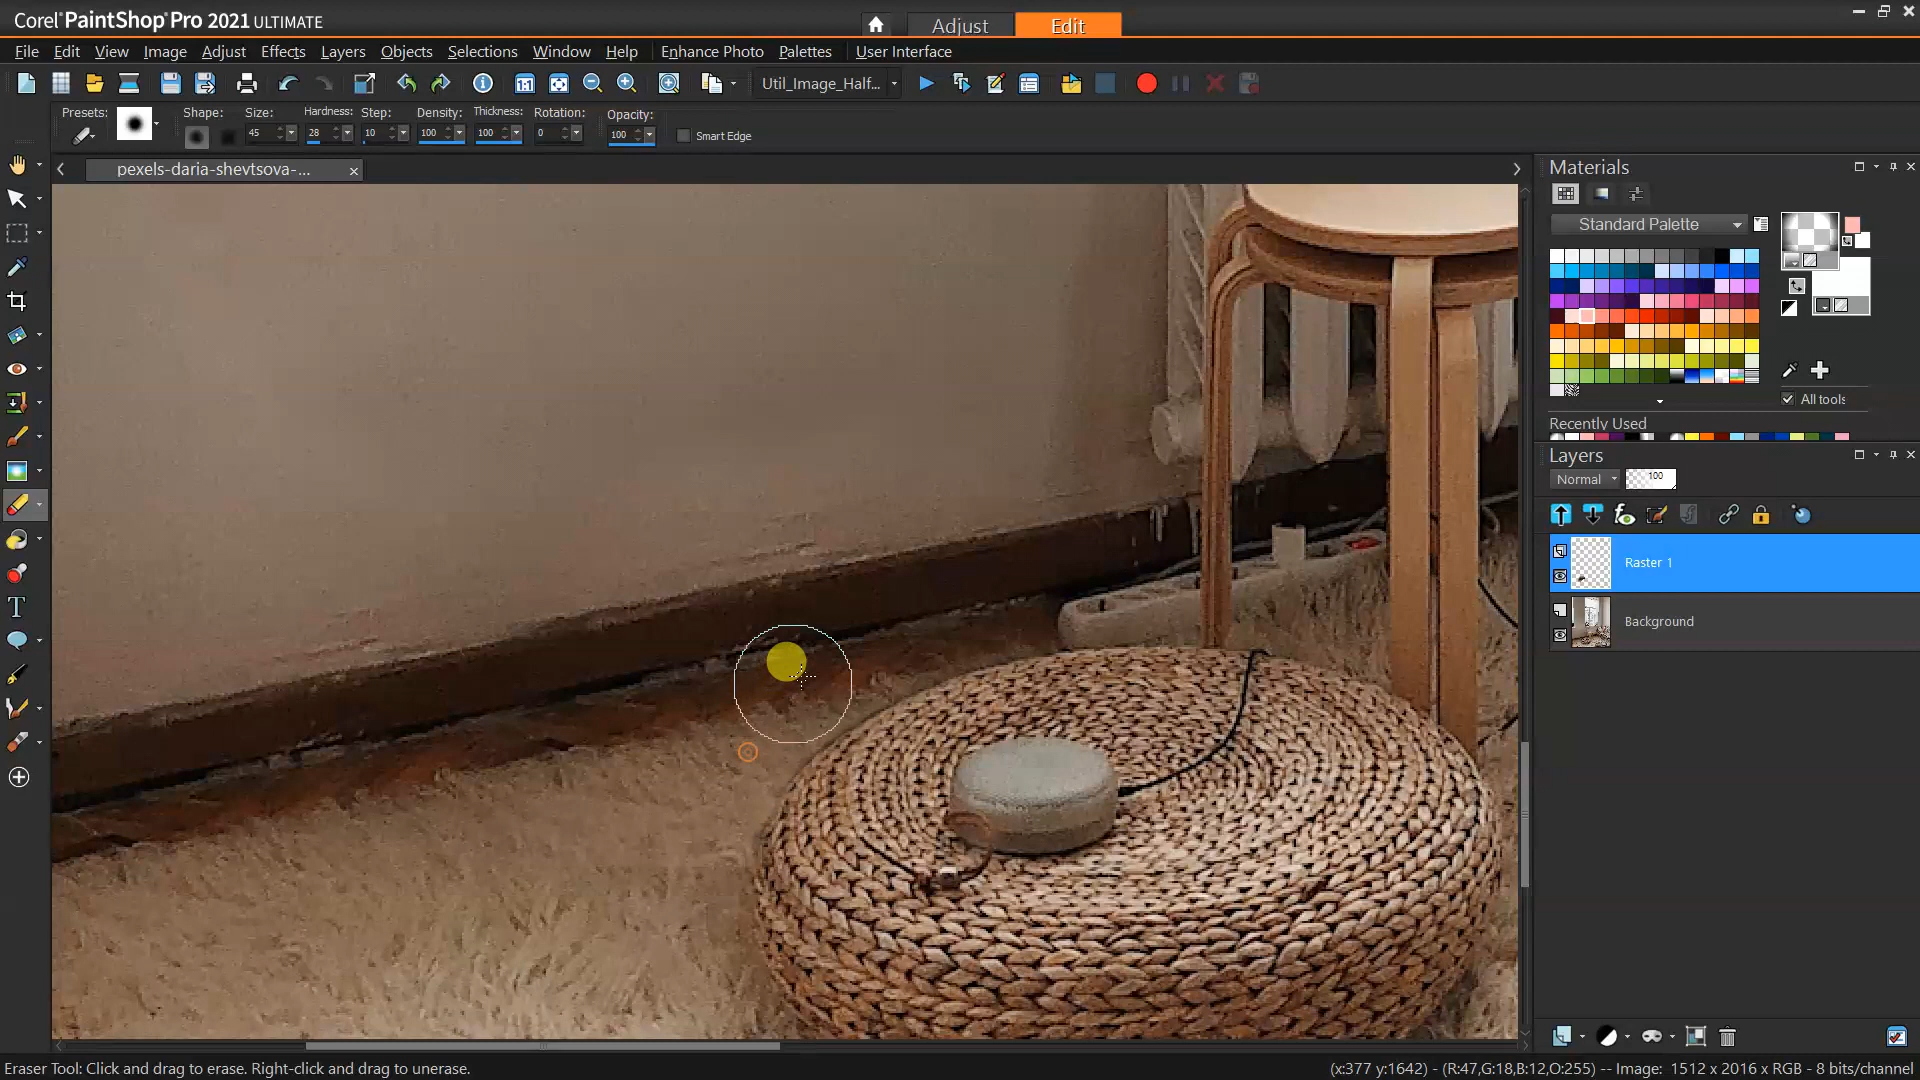 Corel PaintShop Pro 2021 ULTIMATE
Adjust Edit
File Edit View Image Adjust Effects Layers Objects Selections Window Help Enhance Photo Palettes User Interface
Util_Image_Half...
Presets: Shape: Size: Hardness: Step: Density: Thickness: Rotation: Opacity:
45 28 10 100 100 0 100 Smart Edge
pexels-daria-shevtsova-...
Materials
Standard Palette
All tools
Recently Used
Layers
Normal 100
Raster 1
Background
Eraser Tool: Click and drag to erase. Right-click and drag to unerase.
(x:377 y:1642) - (R:47,G:18,B:12,O:255) -- Image: 1512 x 2016 x RGB - 8 bits/channel